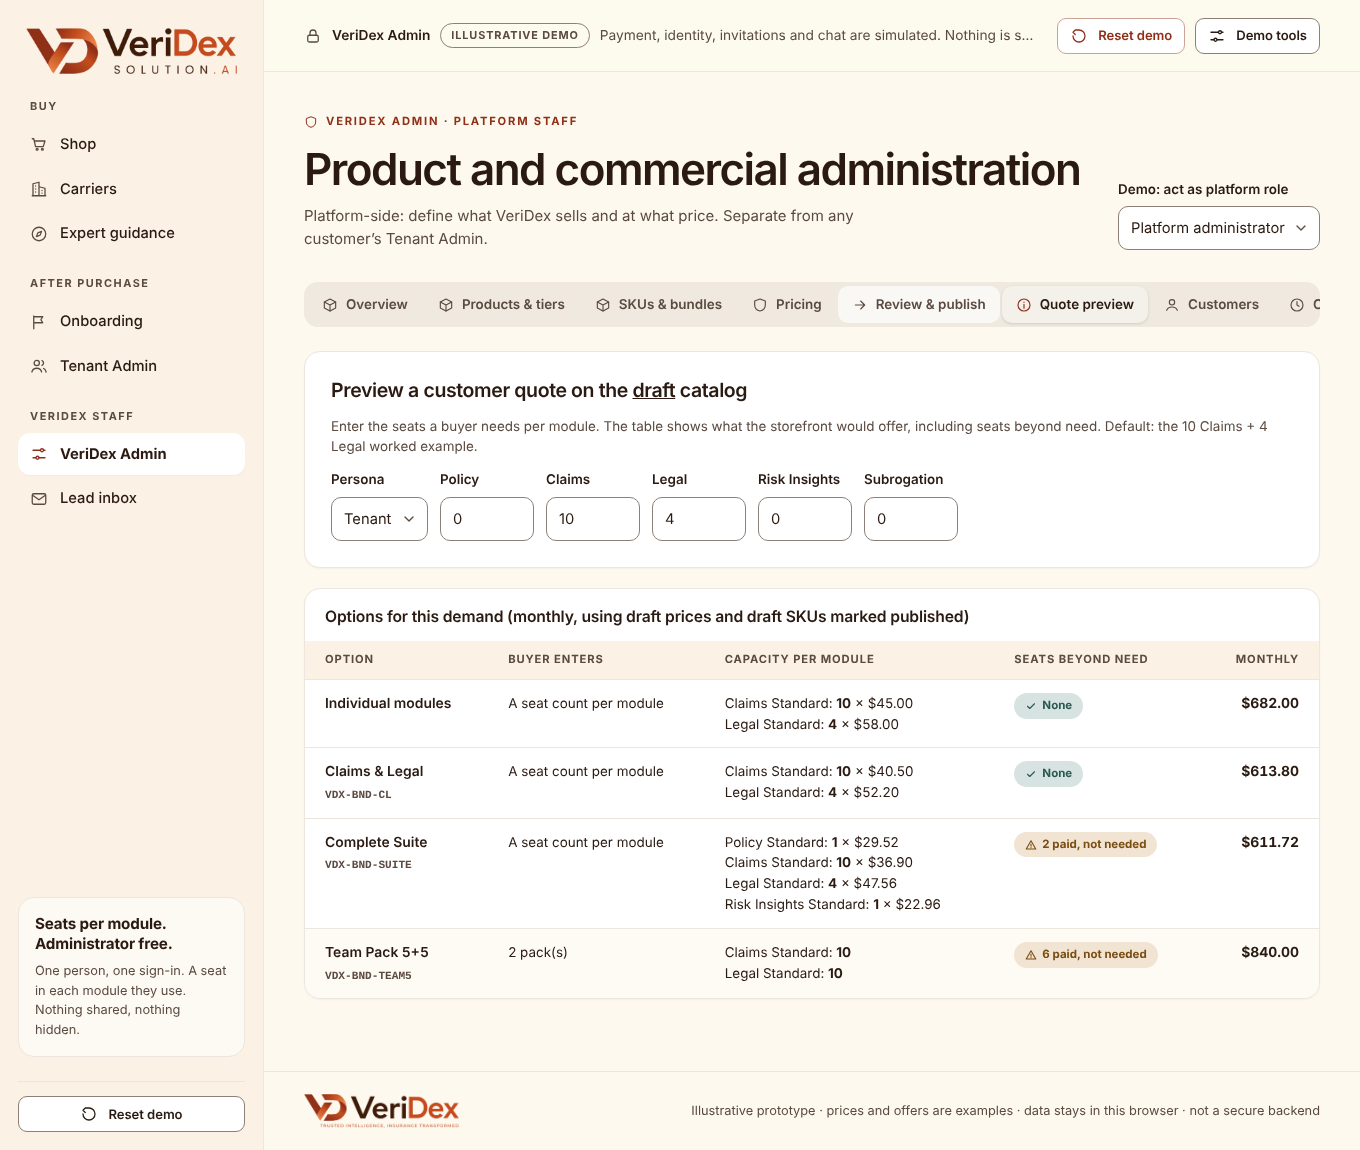 VeriDex
SOLUTION.AI
BUY
Shop
Carriers
Expert guidance
AFTER PURCHASE
Onboarding
Tenant Admin
VERIDEX STAFF
VeriDex Admin
Lead inbox
Seats per module.
Administrator free.
One person, one sign-in. A seat
in each module they use.
Nothing shared, nothing
hidden.
Reset demo
VeriDex Admin
ILLUSTRATIVE DEMO
Payment, identity, invitations and chat are simulated. Nothing is s...
Reset demo
Demo tools
VERIDEX ADMIN · PLATFORM STAFF
Product and commercial administration
Platform-side: define what VeriDex sells and at what price. Separate from any
customer’s Tenant Admin.
Demo: act as platform role
Platform administrator
Overview
Products & tiers
SKUs & bundles
Pricing
Review & publish
Quote preview
Customers
Preview a customer quote on the draft catalog
Enter the seats a buyer needs per module. The table shows what the storefront would offer, including seats beyond need. Default: the 10 Claims + 4
Legal worked example.
Persona Policy Claims Legal Risk Insights Subrogation
Tenant 0 10 4 0 0
Options for this demand (monthly, using draft prices and draft SKUs marked published)
OPTION BUYER ENTERS CAPACITY PER MODULE SEATS BEYOND NEED MONTHLY
Individual modules A seat count per module Claims Standard: 10 × $45.00 None $682.00
Legal Standard: 4 × $58.00
Claims & Legal A seat count per module Claims Standard: 10 × $40.50 None $613.80
VDX-BND-CL Legal Standard: 4 × $52.20
Complete Suite A seat count per module Policy Standard: 1 × $29.52 2 paid, not needed $611.72
VDX-BND-SUITE Claims Standard: 10 × $36.90
Legal Standard: 4 × $47.56
Risk Insights Standard: 1 × $22.96
Team Pack 5+5 2 pack(s) Claims Standard: 10 6 paid, not needed $840.00
VDX-BND-TEAM5 Legal Standard: 10
VeriDex
TRUSTED INTELLIGENCE, INSURANCE TRANSFORMED
Illustrative prototype · prices and offers are examples · data stays in this browser · not a secure backend